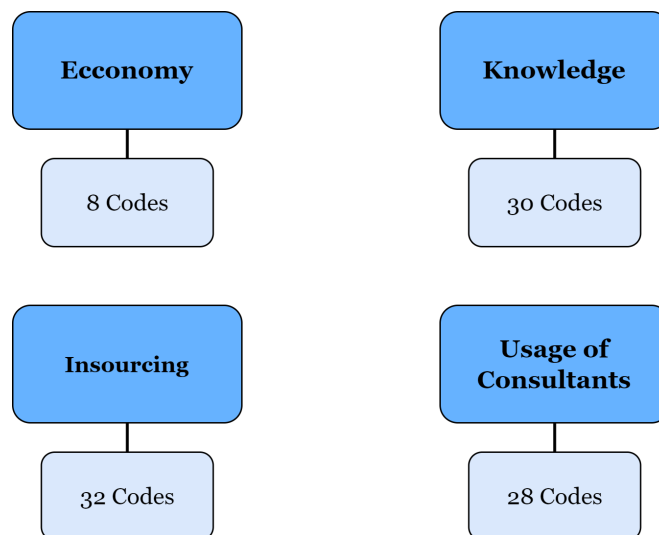 Ecconomy
Knowledge
8 Codes
30 Codes
Insourcing
Usage of
Consultants
32 Codes
28 Codes